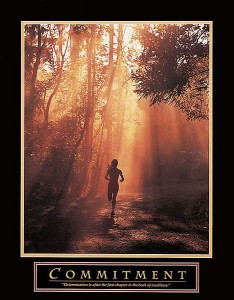 COMMITMENT
"Determination is often the first chapter in the book of excellence."